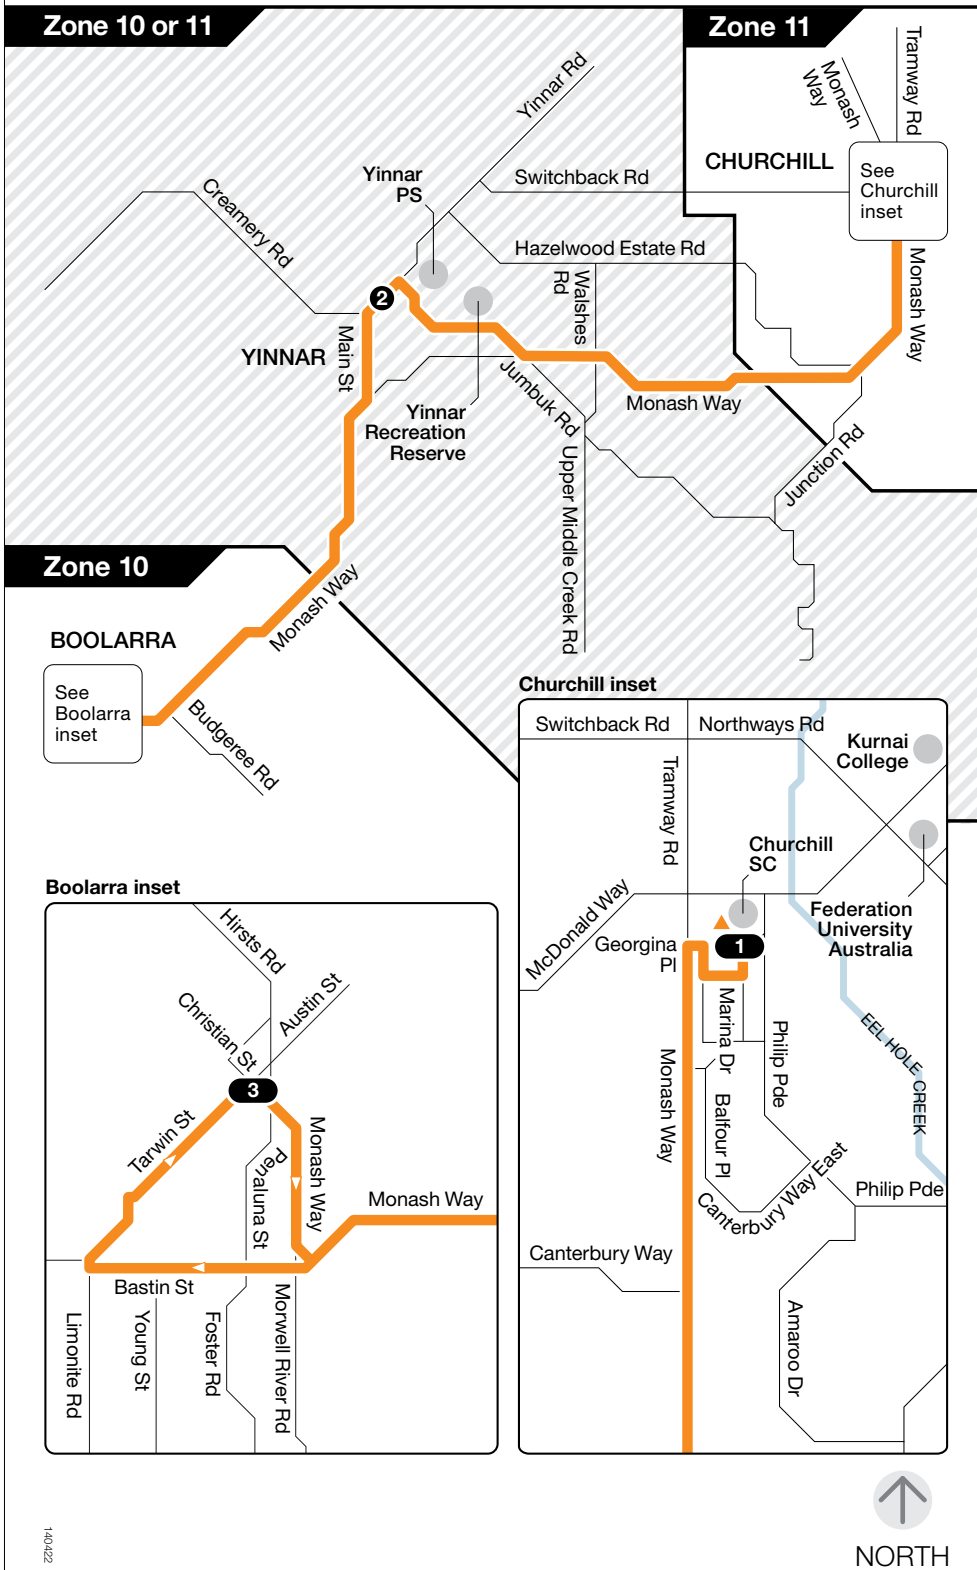 Zone 10 or 11
Zone 11
Tramway Rd
Monash
Way
Yinnar Rd
CHURCHILL
See
Churchill
inset
Yinnar
PS
Switchback Rd
Creamery Rd
Hazelwood Estate Rd
Walshes
Rd
Monash Way
2
Main St
YINNAR
Jumbuk Rd
Monash Way
Yinnar
Recreation
Reserve
Junction Rd
Upper Middle Creek Rd
Zone 10
Monash Way
BOOLARRA
See
Boolarra
inset
Budgeree Rd
Churchill inset
Switchback Rd
Northways Rd
Kurnai
College
Tramway Rd
Churchill
SC
McDonald Way
Federation
University
Australia
Georgina
Pl
1
Marina Dr
Philip Pde
EEL HOLE CREEK
Monash Way
Balfour Pl
Canterbury Way East
Philip Pde
Canterbury Way
Amaroo Dr
Boolarra inset
Hirsts Rd
Christian St
Austin St
3
Tarwin St
Penaluna St
Monash Way
Monash Way
Bastin St
Limonite Rd
Young St
Foster Rd
Morwell River Rd
140422
NORTH